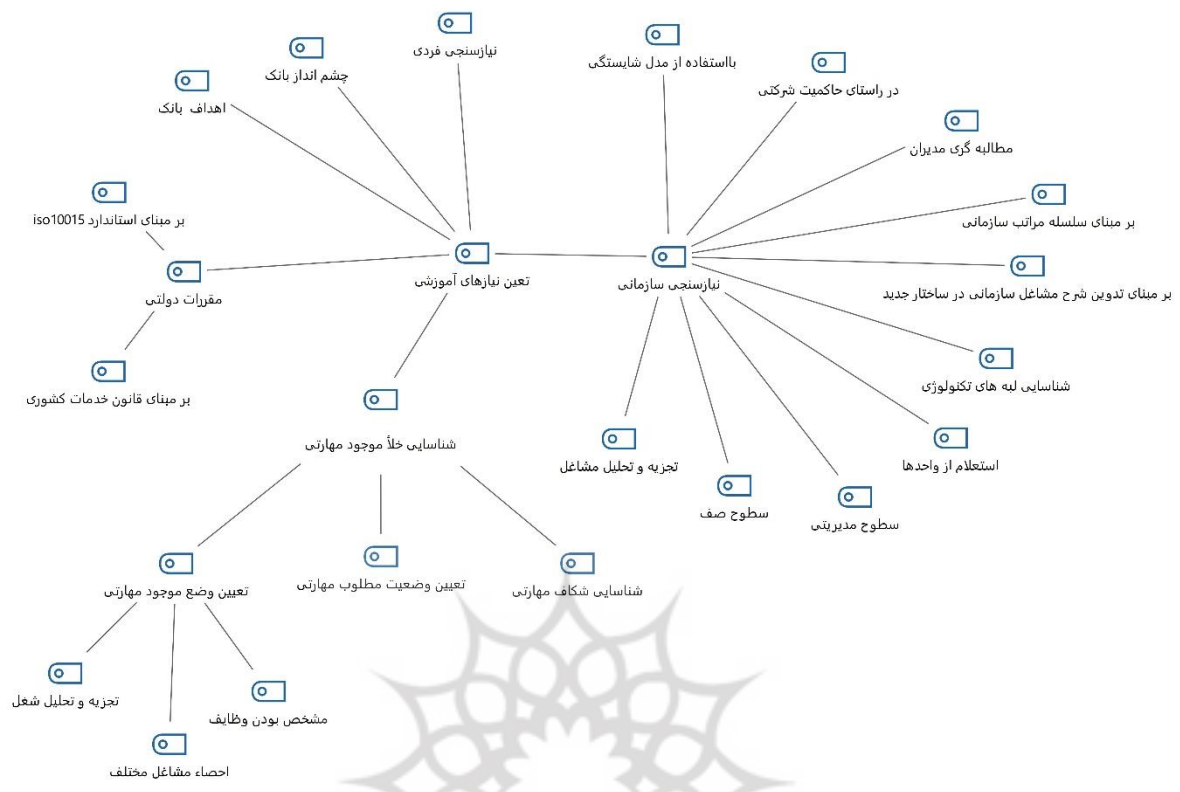 نیازسنجی فردی
بااستفاده از مدل شایستگی
چشم انداز بانک
در راستای حاکمیت شرکتی
اهداف بانک
مطالبه گری مدیران
بر مبنای استاندارد iso10015
بر مبنای سلسله مراتب سازمانی
تعین نیازهای آموزشی
نیازسنجی سازمانی
مقررات دولتی
بر مبنای تدوین شرح مشاغل سازمانی در ساختار جدید
بر مبنای قانون خدمات کشوری
شناسایی لبه های تکنولوژی
شناسایی خلأ موجود مهارتی
تجزیه و تحلیل مشاغل
استعلام از واحدها
سطوح صف
سطوح مدیریتی
تعیین وضع موجود مهارتی
تعیین وضعیت مطلوب مهارتی
شناسایی شکاف مهارتی
تجزیه و تحلیل شغل
مشخص بودن وظایف
احصاء مشاغل مختلف